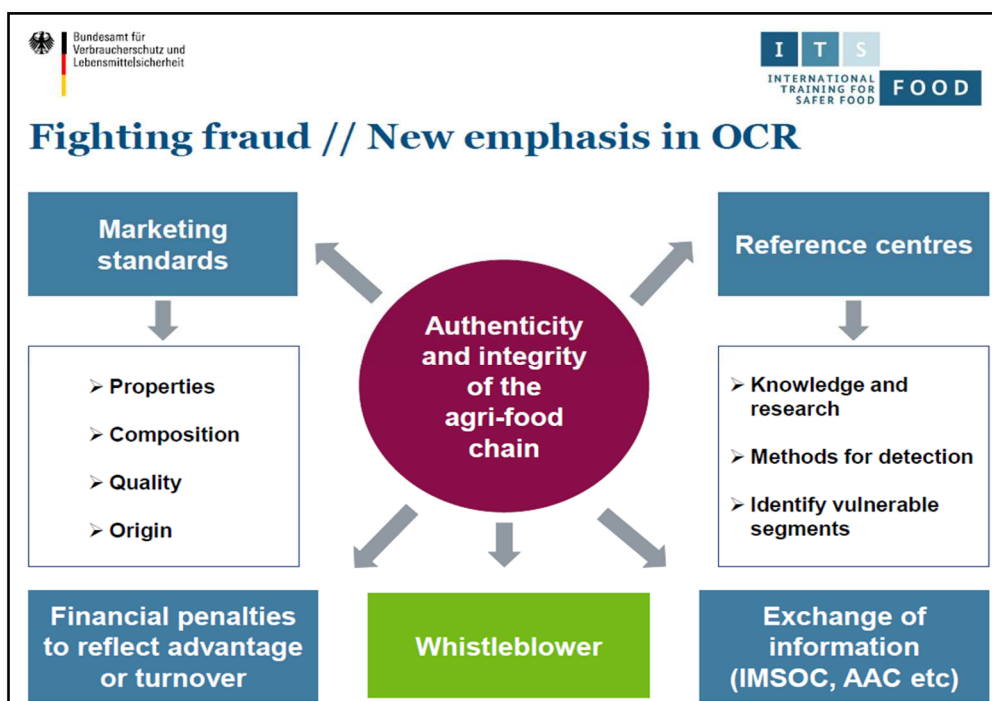 Bundesamt für
Verbraucherschutz und
Lebensmittelsicherheit
I T S
INTERNATIONAL
TRAINING FOR
SAFER FOOD
FOOD
Fighting fraud // New emphasis in OCR
Marketing
standards
Reference centres
Authenticity
and integrity
of the
agri-food
chain
➢ Properties
➢ Composition
➢ Quality
➢ Origin
➢ Knowledge and
research
➢ Methods for detection
➢ Identify vulnerable
segments
Financial penalties
to reflect advantage
or turnover
Whistleblower
Exchange of
information
(IMSOC, AAC etc)